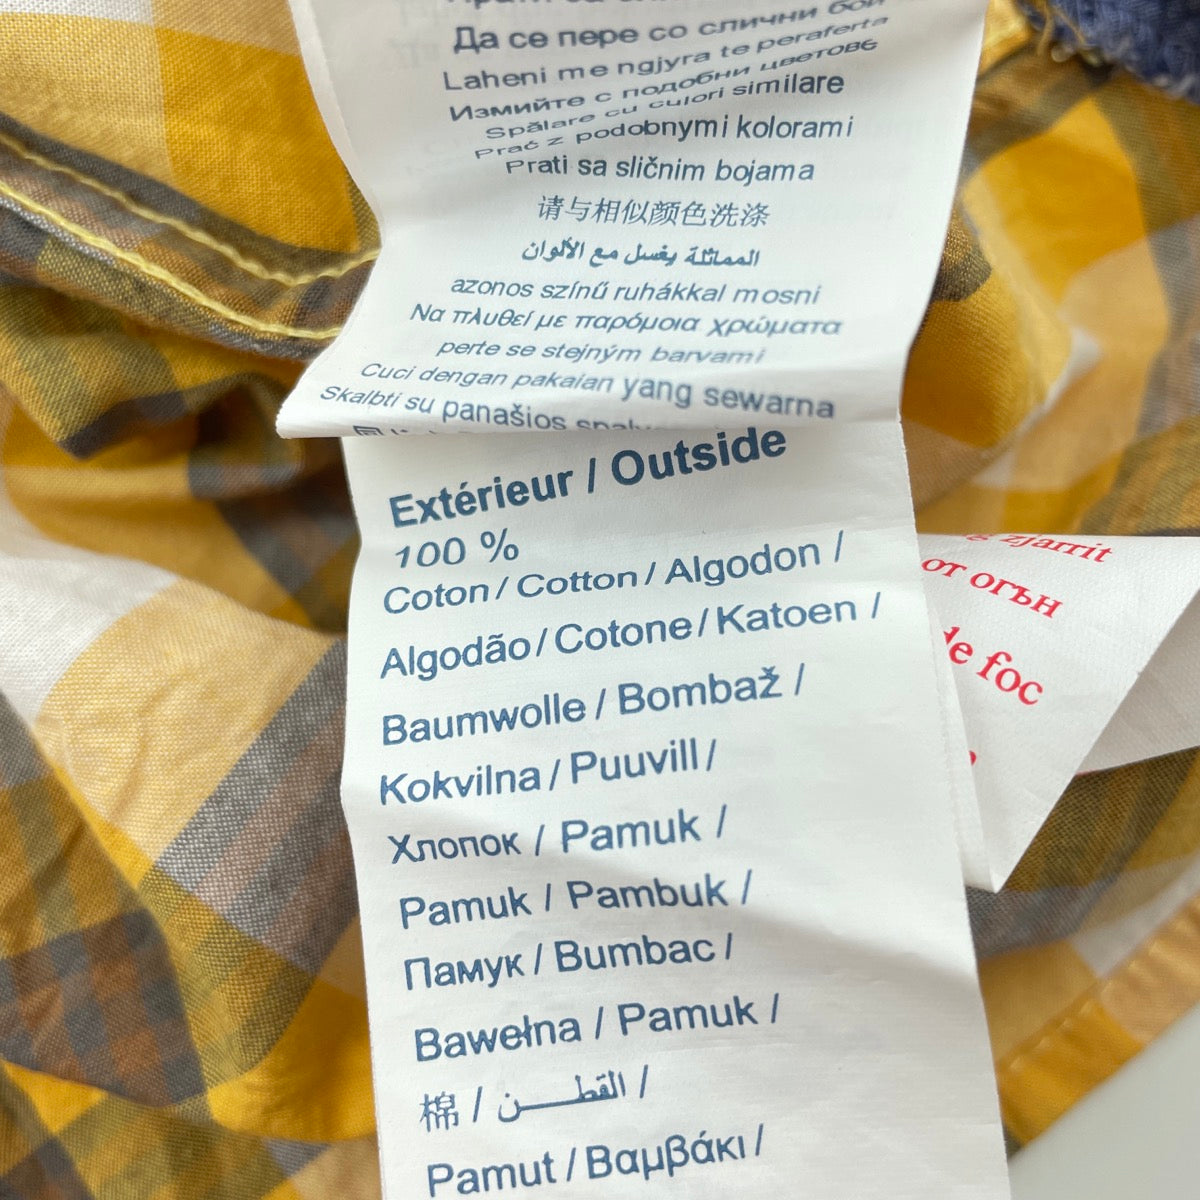 Да се пере со слични бои
Laheni me ngjyra te peraferta
Измийте с подобни цветове
Spălare cu culori similare
Prać z podobnymi kolorami
Prati sa sličnim bojama
请与相似颜色洗涤
المماثلة يغسل مع الألوان
azonos színű ruhákkal mosni
Να πλυθεί με παρόμοια χρώματα
perte se stejným barvami
Cuci dengan pakaian yang sewarna
Skalbti su panašios
Extérieur / Outside
100 %
Coton / Cotton / Algodon /
Algodão / Cotone / Katoen /
Baumwolle / Bombaž /
Kokvilna / Puuvill /
Хлопок / Pamuk /
Pamuk / Pambuk /
Памук / Bumbac /
Bawełna / Pamuk /
棉 / القطن /
Pamut / Βαμβάκι /
zjarrit
от огън
de foc